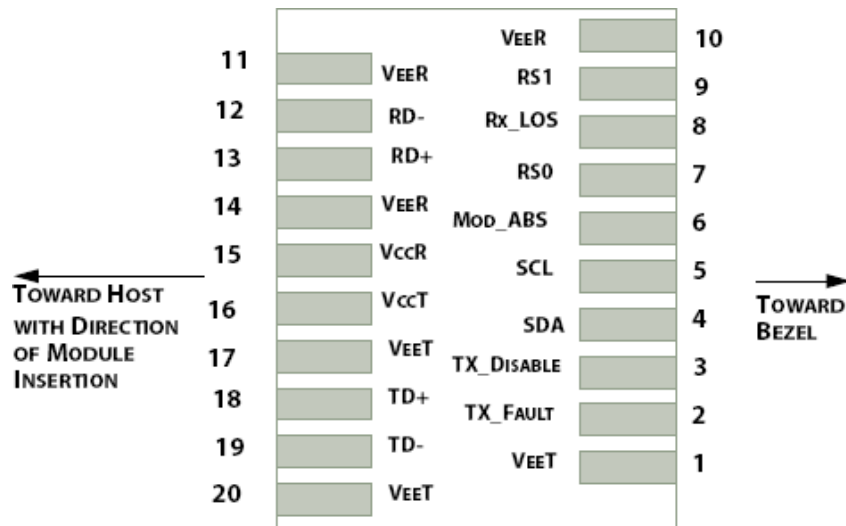 11 VEER
12 RD-
13 RD+
14 VEER
15 VCCR
16 VCCT
17 VEET
18 TD+
19 TD-
20 VEET
VEER 10
RS1 9
RX_LOS 8
RS0 7
MOD_ABS 6
SCL 5
SDA 4
TX_DISABLE 3
TX_FAULT 2
VEET 1
TOWARD HOST
WITH DIRECTION
OF MODULE
INSERTION
TOWARD
BEZEL